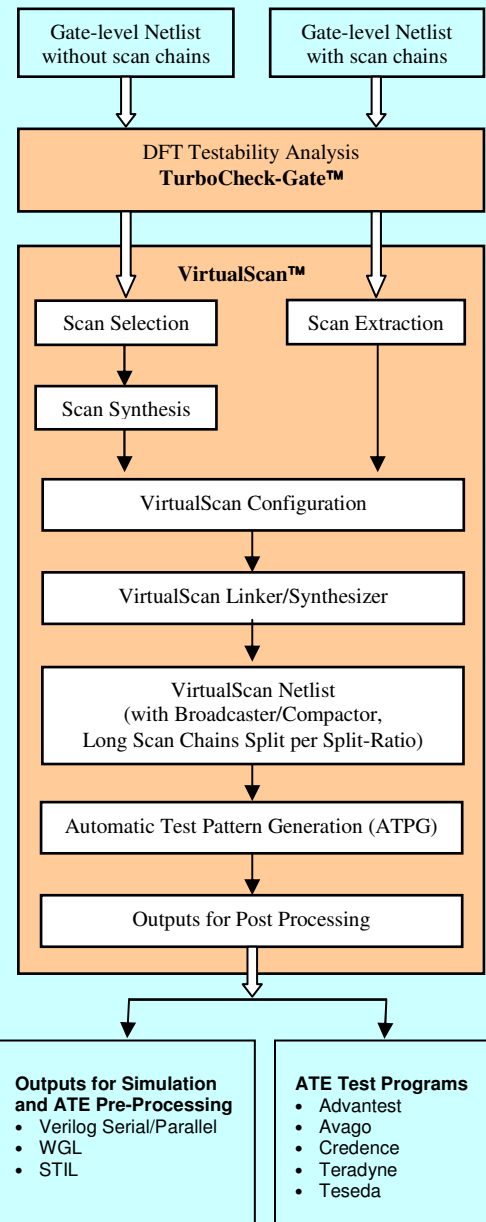 Gate-level Netlist
without scan chains
Gate-level Netlist
with scan chains
DFT Testability Analysis
TurboCheck-Gate™
VirtualScan™
Scan Selection
Scan Extraction
Scan Synthesis
VirtualScan Configuration
VirtualScan Linker/Synthesizer
VirtualScan Netlist
(with Broadcaster/Compactor,
Long Scan Chains Split per Split-Ratio)
Automatic Test Pattern Generation (ATPG)
Outputs for Post Processing
Outputs for Simulation
and ATE Pre-Processing
• Verilog Serial/Parallel
• WGL
• STIL
ATE Test Programs
• Advantest
• Avago
• Credence
• Teradyne
• Teseda